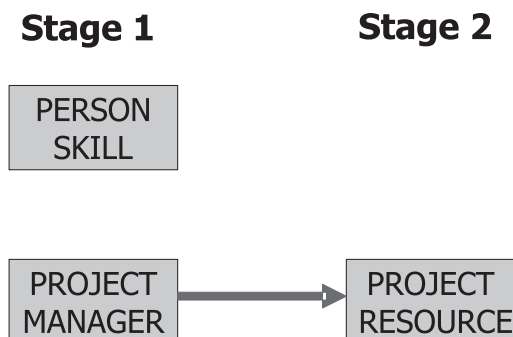 Stage 1
Stage 2
PERSON
SKILL
PROJECT
MANAGER
PROJECT
RESOURCE